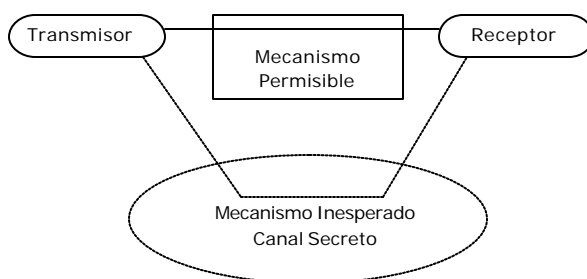 Transmisor
Receptor
Mecanismo
Permisible
Mecanismo Inesperado
Canal Secreto